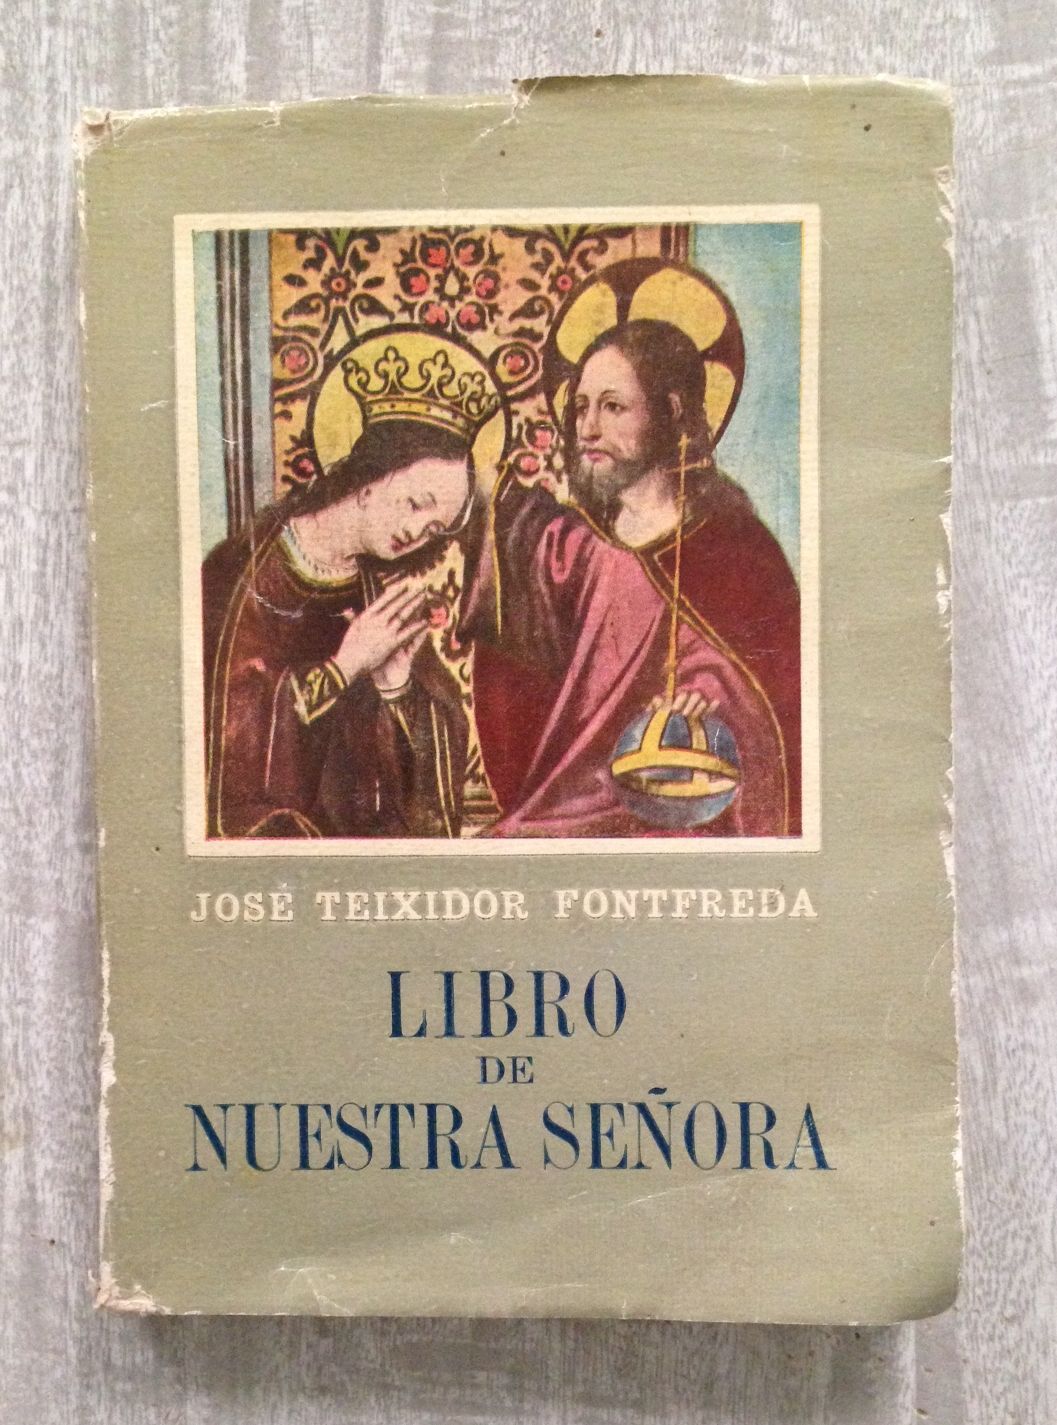 JOSÉ TEIXIDOR FONTFREDA
LIBRO
DE
NUESTRA SEÑORA